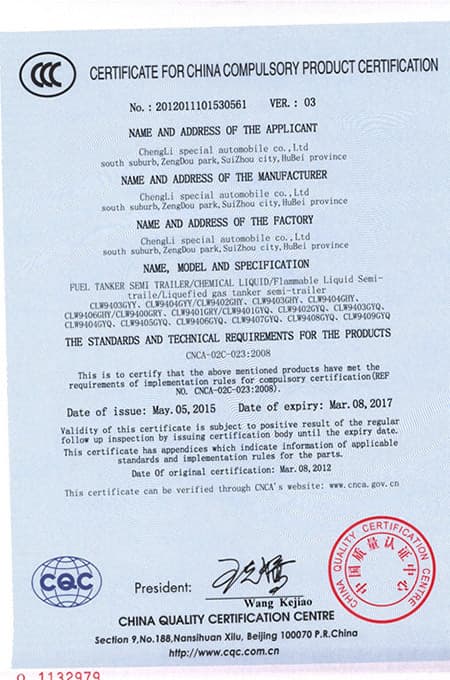 CCC
CERTIFICATE FOR CHINA COMPULSORY PRODUCT CERTIFICATION
No.: 2012011101530561 VER.: 03
NAME AND ADDRESS OF THE APPLICANT
ChengLi special automobile co.,Ltd
south suburb, ZengDou park, SuiZhou city, HuBei province
NAME AND ADDRESS OF THE MANUFACTURER
ChengLi special automobile co.,Ltd
south suburb, ZengDou park, SuiZhou city, HuBei province
NAME AND ADDRESS OF THE FACTORY
ChengLi special automobile co.,Ltd
south suburb, ZengDou park, SuiZhou city, HuBei province
NAME, MODEL AND SPECIFICATION
FUEL TANKER SEMI TRAILER/CHEMICAL LIQUID/Flammable Liquid Semi-
traile/Liquefied gas tanker semi-trailer
CLW9403GYY、CLW9404GYY/CLW9402GHY、CLW9403GHY、CLW9404GHY、
CLW9406GHY/CLW9400GRY、CLW9401GRY/CLW9401GYQ、CLW9402GYQ、CLW9403GYQ、
CLW9404GYQ、CLW9405GYQ、CLW9406GYQ、CLW9407GYQ、CLW9408GYQ、CLW9409GYQ
THE STANDARDS AND TECHNICAL REQUIREMENTS FOR THE PRODUCTS
CNCA-02C-023:2008
This is to certify that the above mentioned products have met the
requirements of implementation rules for compulsory certification(REF
NO. CNCA-02C-023:2008).
Date of issue: May.05,2015 Date of expiry: Mar.08,2017
Validity of this certificate is subject to positive result of the regular
follow up inspection by issuing certification body until the expiry date.
This certificate has appendices which indicate information of applicable
standards and implementation rules for the parts.
Date Of original certification: Mar.08,2012
This certificate can be verified through CNCA's website: www.cnca.gov.cn
CHINA QUALITY CERTIFICATION CENTRE
中国质量认证中心
CQC
President:
Wang Kejiao
CHINA QUALITY CERTIFICATION CENTRE
Section 9,No.188,Nansihuan Xilu, Beijing 100070 P.R.China
http://www.cqc.com.cn
1132979